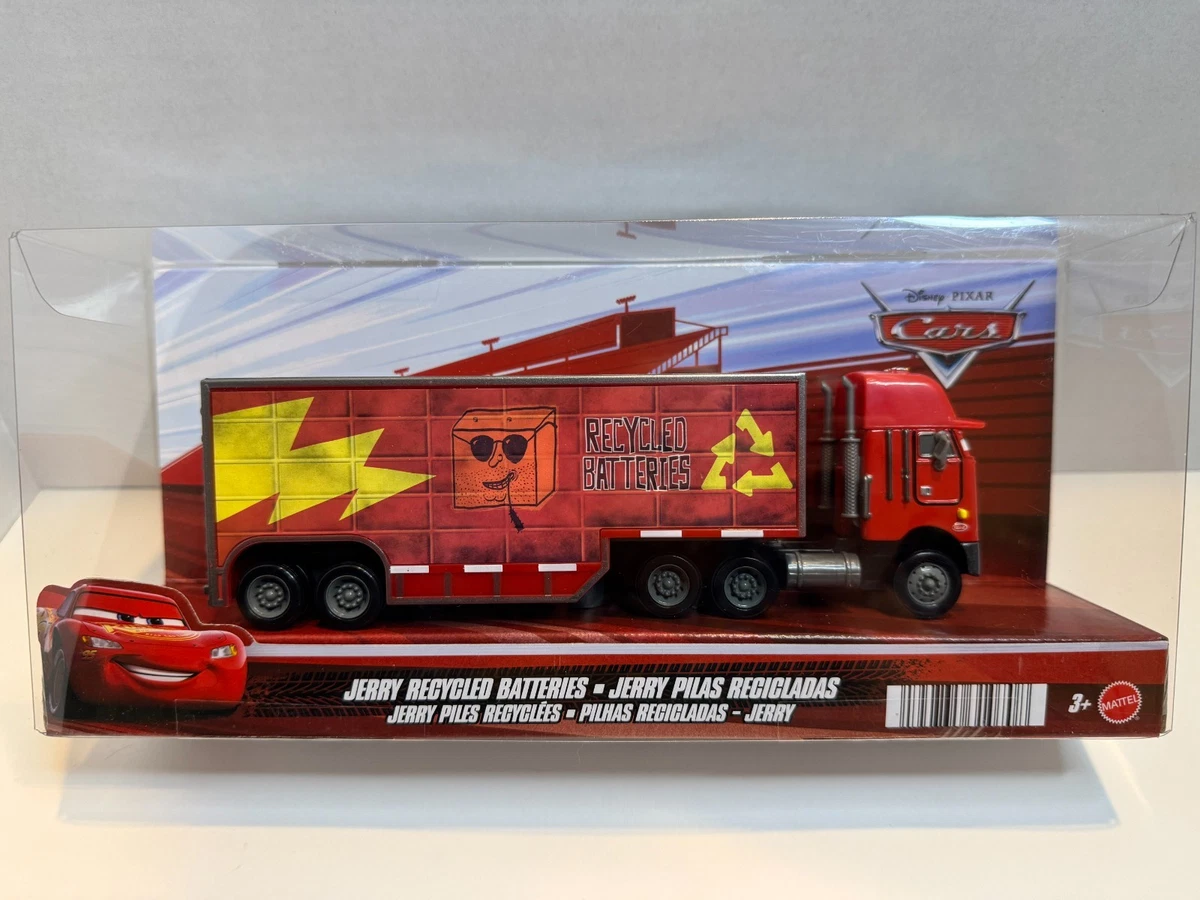 Disney PIXAR
Cars
RECYCLED
BATTERIES
JERRY RECYCLED BATTERIES ▪ JERRY PILAS RECICLADAS
JERRY PILES RECYCLÉES ▪ PILHAS RECICLADAS - JERRY
3+
MATTEL
95